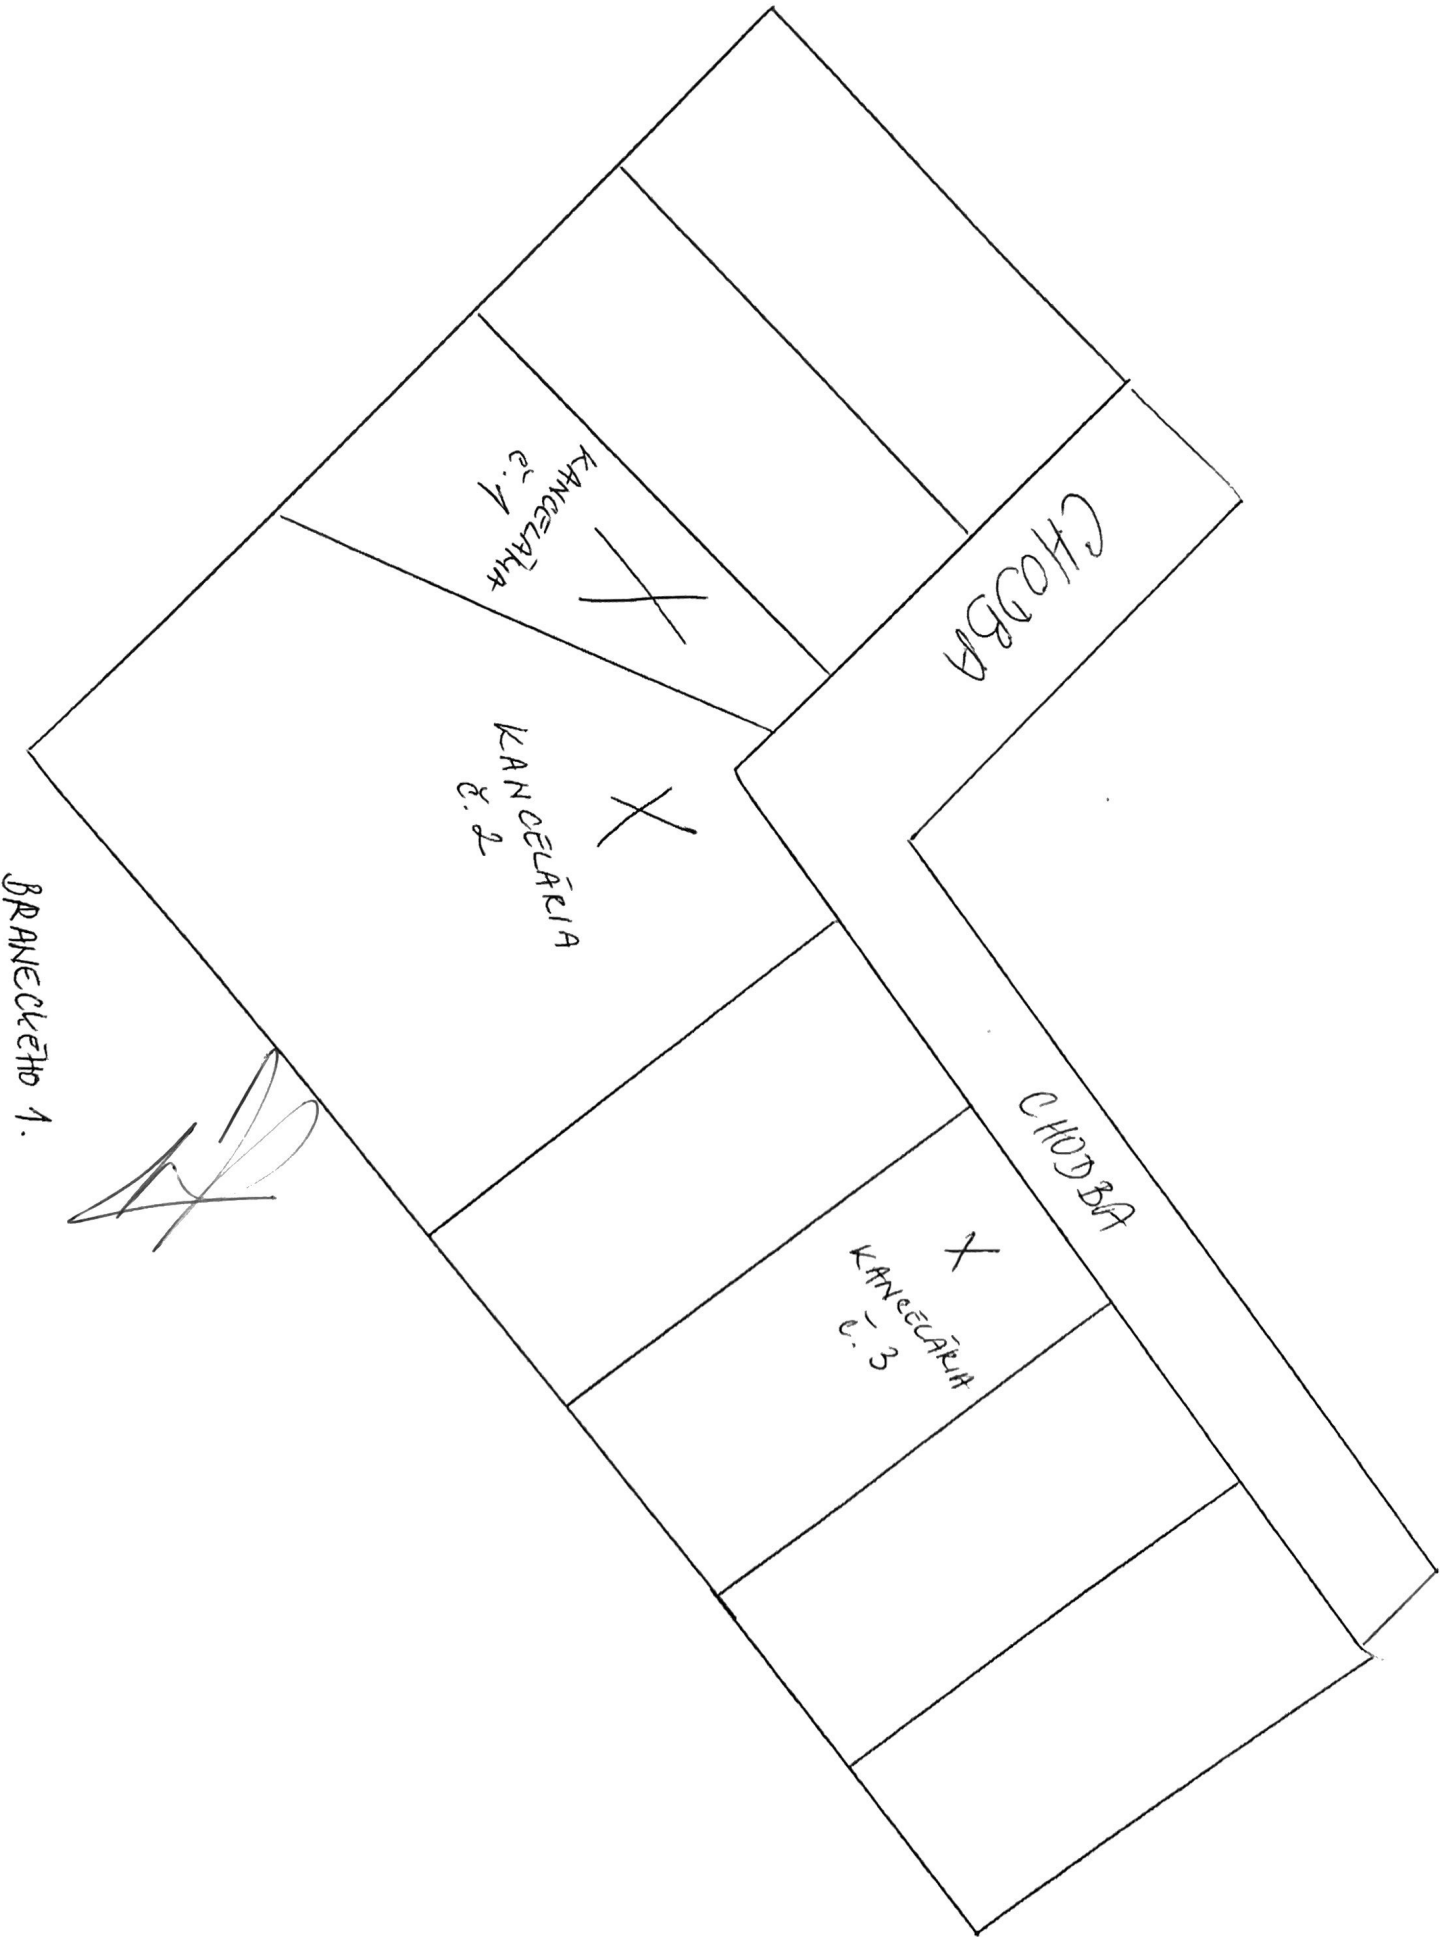 CHODBA
KANCELÁRIA
č. 1
KANCELÁRIA
č. 2
CHODBA
X KANCELÁRIA
č. 3
BRANECKÉHO 1.